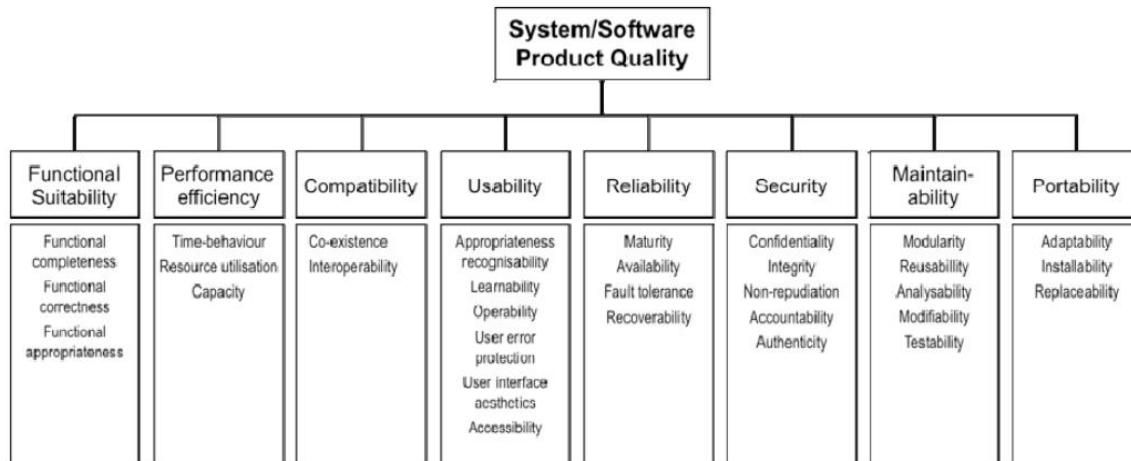 System/Software
Product Quality
Functional
Suitability
Performance
efficiency
Compatibility
Usability
Reliability
Security
Maintain-
ability
Portability
Functional
completeness
Functional
correctness
Functional
appropriateness
Time-behaviour
Resource utilisation
Capacity
Co-existence
Interoperability
Appropriateness
recognisability
Learnability
Operability
User error
protection
User interface
aesthetics
Accessibility
Maturity
Availability
Fault tolerance
Recoverability
Confidentiality
Integrity
Non-repudiation
Accountability
Authenticity
Modularity
Reusabillity
Analysability
Modifiability
Testability
Adaptability
Installability
Replaceability